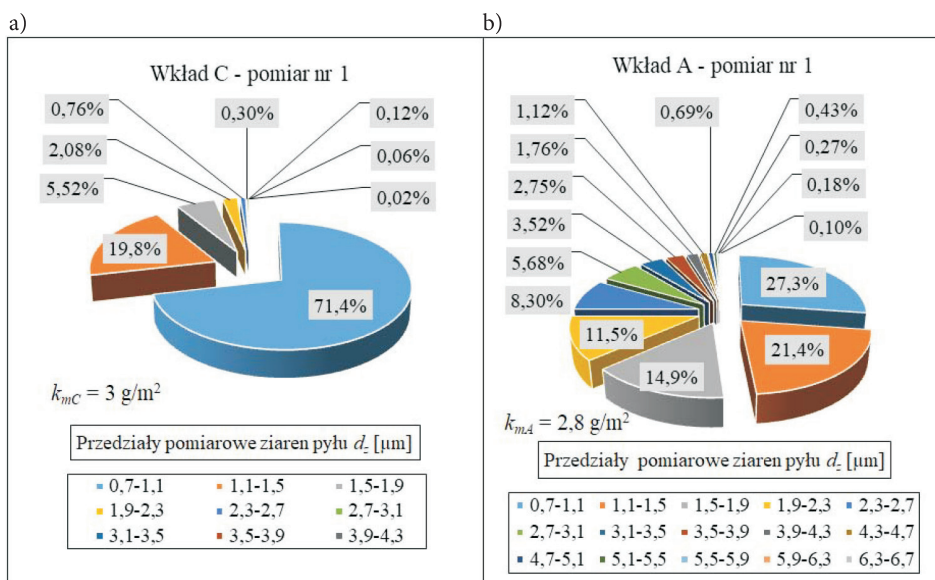 a)
Wkład C - pomiar nr 1
0,76%
0,30%
0,12%
2,08%
0,06%
5,52%
0,02%
19,8%
71,4%
kmC = 3 g/m²
Przedziały pomiarowe ziaren pyłu dz [µm]
0,7-1,1 1,1-1,5 1,5-1,9
1,9-2,3 2,3-2,7 2,7-3,1
3,1-3,5 3,5-3,9 3,9-4,3
b)
Wkład A - pomiar nr 1
1,12%
0,69%
0,43%
1,76%
0,27%
2,75%
0,18%
3,52%
0,10%
5,68%
27,3%
8,30%
11,5%
21,4%
14,9%
kmA = 2,8 g/m²
Przedziały pomiarowe ziaren pyłu dz [µm]
0,7-1,1 1,1-1,5 1,5-1,9 1,9-2,3 2,3-2,7
2,7-3,1 3,1-3,5 3,5-3,9 3,9-4,3 4,3-4,7
4,7-5,1 5,1-5,5 5,5-5,9 5,9-6,3 6,3-6,7